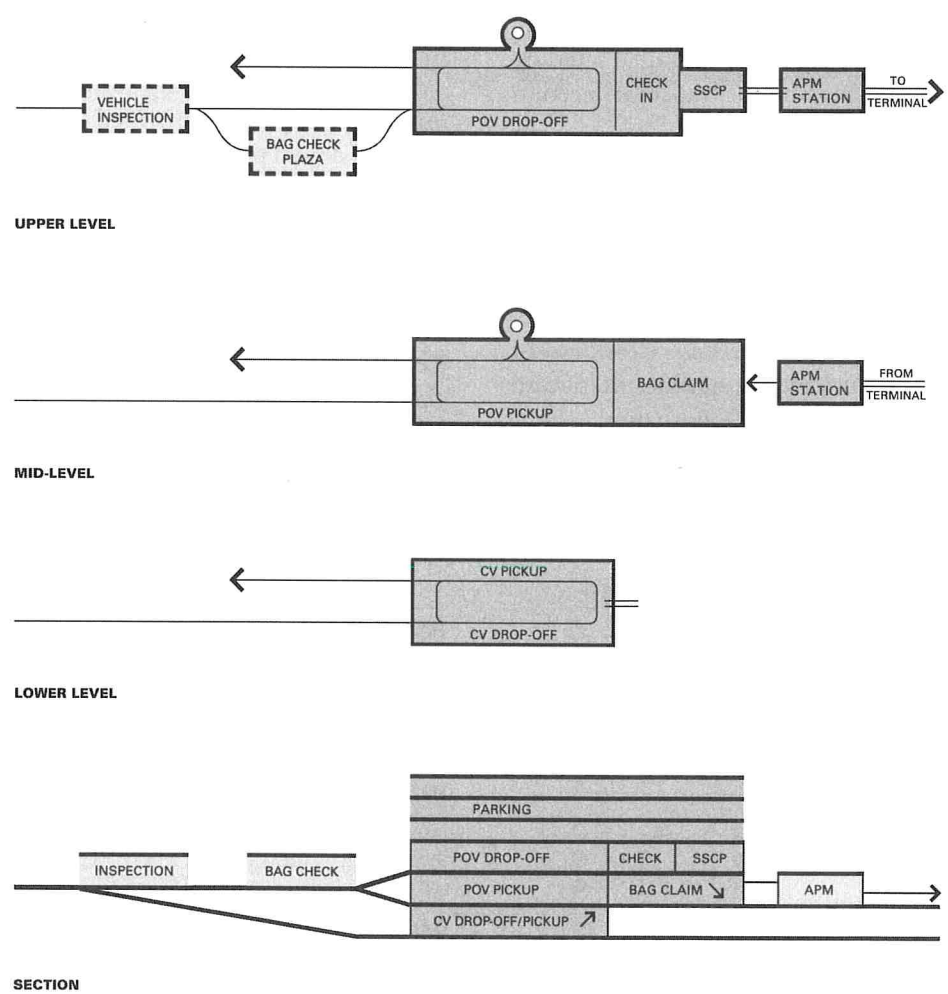 VEHICLE
INSPECTION
BAG CHECK
PLAZA
POV DROP-OFF
CHECK
IN
SSCP
APM
STATION
TO
TERMINAL
UPPER LEVEL
POV PICKUP
BAG CLAIM
APM
STATION
FROM
TERMINAL
MID-LEVEL
CV PICKUP
CV DROP-OFF
LOWER LEVEL
PARKING
INSPECTION
BAG CHECK
POV DROP-OFF
CHECK
SSCP
POV PICKUP
BAG CLAIM
APM
CV DROP-OFF/PICKUP
SECTION